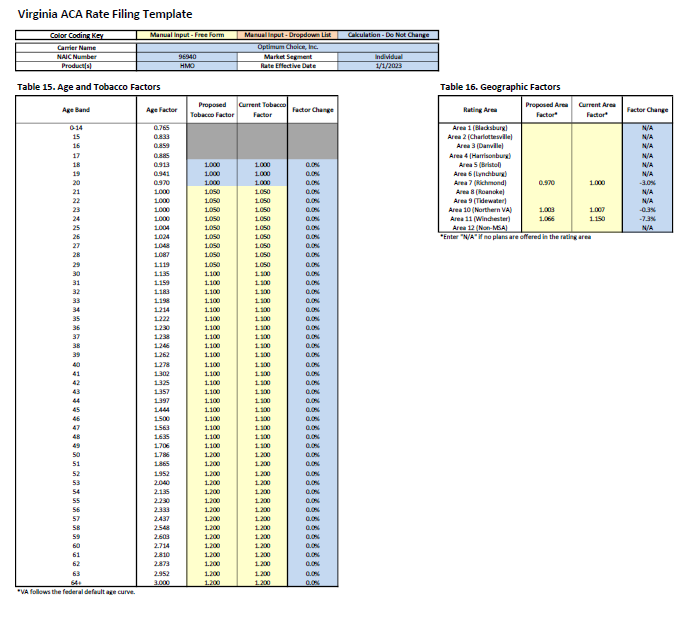 Virginia ACA Rate Filing Template
Color Coding Key Manual Input - Free Form Manual Input - Dropdown List Calculation - Do Not Change
Carrier Name Optimum Choice, Inc.
NAIC Number 96940 Market Segment Individual
Product(s) HMO Rate Effective Date 1/1/2023
Table 15. Age and Tobacco Factors
Age Band Age Factor Proposed Tobacco Factor Current Tobacco Factor Factor Change
0-14 0.765
15 0.833
16 0.859
17 0.885
18 0.913 1.000 1.000 0.0%
19 0.941 1.000 1.000 0.0%
20 0.970 1.000 1.000 0.0%
21 1.000 1.050 1.050 0.0%
22 1.000 1.050 1.050 0.0%
23 1.000 1.050 1.050 0.0%
24 1.000 1.050 1.050 0.0%
25 1.004 1.050 1.050 0.0%
26 1.024 1.050 1.050 0.0%
27 1.048 1.050 1.050 0.0%
28 1.087 1.050 1.050 0.0%
29 1.119 1.050 1.050 0.0%
30 1.135 1.100 1.100 0.0%
31 1.159 1.100 1.100 0.0%
32 1.183 1.100 1.100 0.0%
33 1.198 1.100 1.100 0.0%
34 1.214 1.100 1.100 0.0%
35 1.222 1.100 1.100 0.0%
36 1.230 1.100 1.100 0.0%
37 1.238 1.100 1.100 0.0%
38 1.246 1.100 1.100 0.0%
39 1.262 1.100 1.100 0.0%
40 1.278 1.100 1.100 0.0%
41 1.302 1.100 1.100 0.0%
42 1.325 1.100 1.100 0.0%
43 1.357 1.100 1.100 0.0%
44 1.397 1.100 1.100 0.0%
45 1.444 1.100 1.100 0.0%
46 1.500 1.100 1.100 0.0%
47 1.563 1.100 1.100 0.0%
48 1.635 1.100 1.100 0.0%
49 1.706 1.100 1.100 0.0%
50 1.786 1.200 1.200 0.0%
51 1.865 1.200 1.200 0.0%
52 1.952 1.200 1.200 0.0%
53 2.040 1.200 1.200 0.0%
54 2.135 1.200 1.200 0.0%
55 2.230 1.200 1.200 0.0%
56 2.333 1.200 1.200 0.0%
57 2.437 1.200 1.200 0.0%
58 2.548 1.200 1.200 0.0%
59 2.603 1.200 1.200 0.0%
60 2.714 1.200 1.200 0.0%
61 2.810 1.200 1.200 0.0%
62 2.873 1.200 1.200 0.0%
63 2.952 1.200 1.200 0.0%
64+ 3.000 1.200 1.200 0.0%
*VA follows the federal default age curve.
Table 16. Geographic Factors
Rating Area Proposed Area Factor* Current Area Factor* Factor Change
Area 1 (Blacksburg) N/A
Area 2 (Charlottesville) N/A
Area 3 (Danville) N/A
Area 4 (Harrisonburg) N/A
Area 5 (Bristol) N/A
Area 6 (Lynchburg) N/A
Area 7 (Richmond) 0.970 1.000 -3.0%
Area 8 (Roanoke) N/A
Area 9 (Tidewater) N/A
Area 10 (Northern VA) 1.003 1.007 -0.3%
Area 11 (Winchester) 1.066 1.150 -7.3%
Area 12 (Non-MSA) N/A
*Enter "N/A" if no plans are offered in the rating area